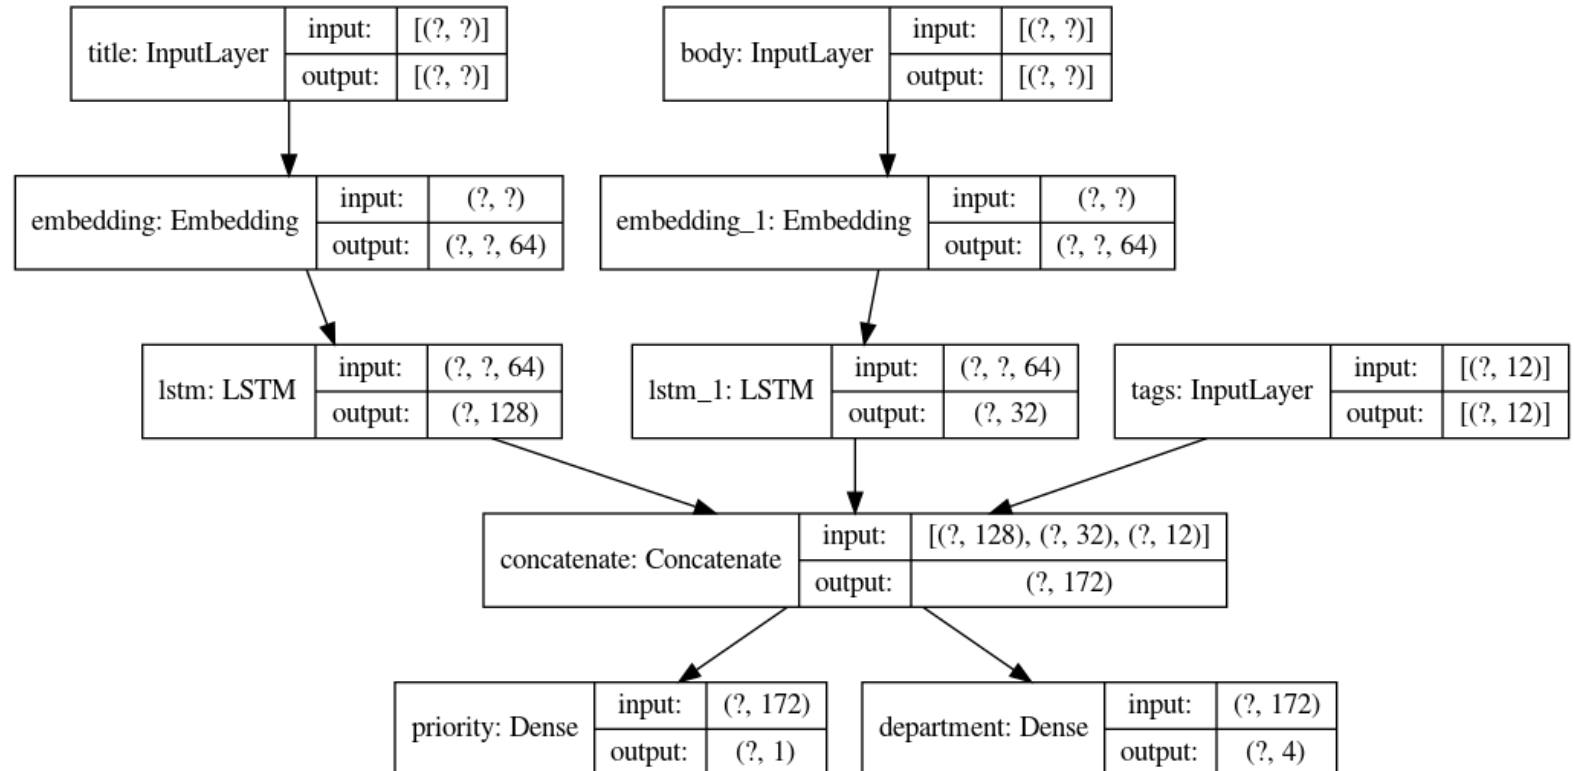 title: InputLayer
input: [(?, ?)]
output: [(?, ?)]
body: InputLayer
input: [(?, ?)]
output: [(?, ?)]
embedding: Embedding
input: (?, ?)
output: (?, ?, 64)
embedding_1: Embedding
input: (?, ?)
output: (?, ?, 64)
lstm: LSTM
input: (?, ?, 64)
output: (?, 128)
lstm_1: LSTM
input: (?, ?, 64)
output: (?, 32)
tags: InputLayer
input: [(?, 12)]
output: [(?, 12)]
concatenate: Concatenate
input: [(?, 128), (?, 32), (?, 12)]
output: (?, 172)
priority: Dense
input: (?, 172)
output: (?, 1)
department: Dense
input: (?, 172)
output: (?, 4)